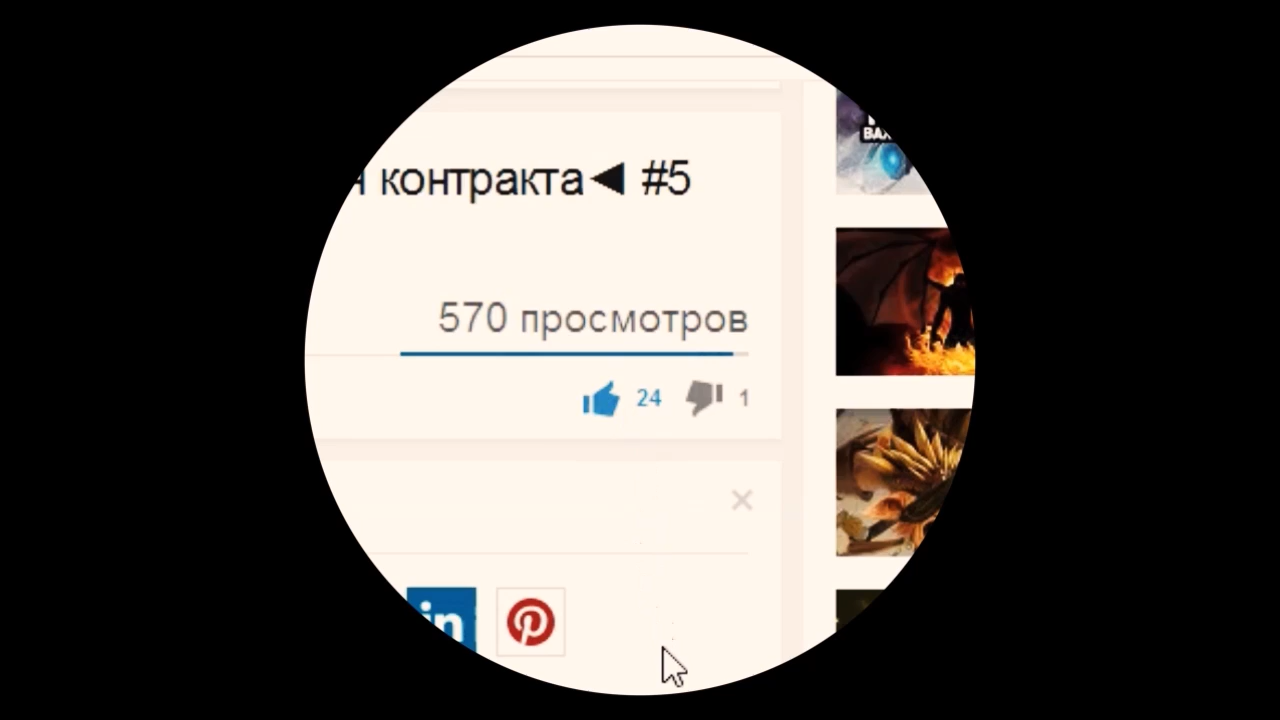 контракта◄ #5
570 просмотров
24 1
in